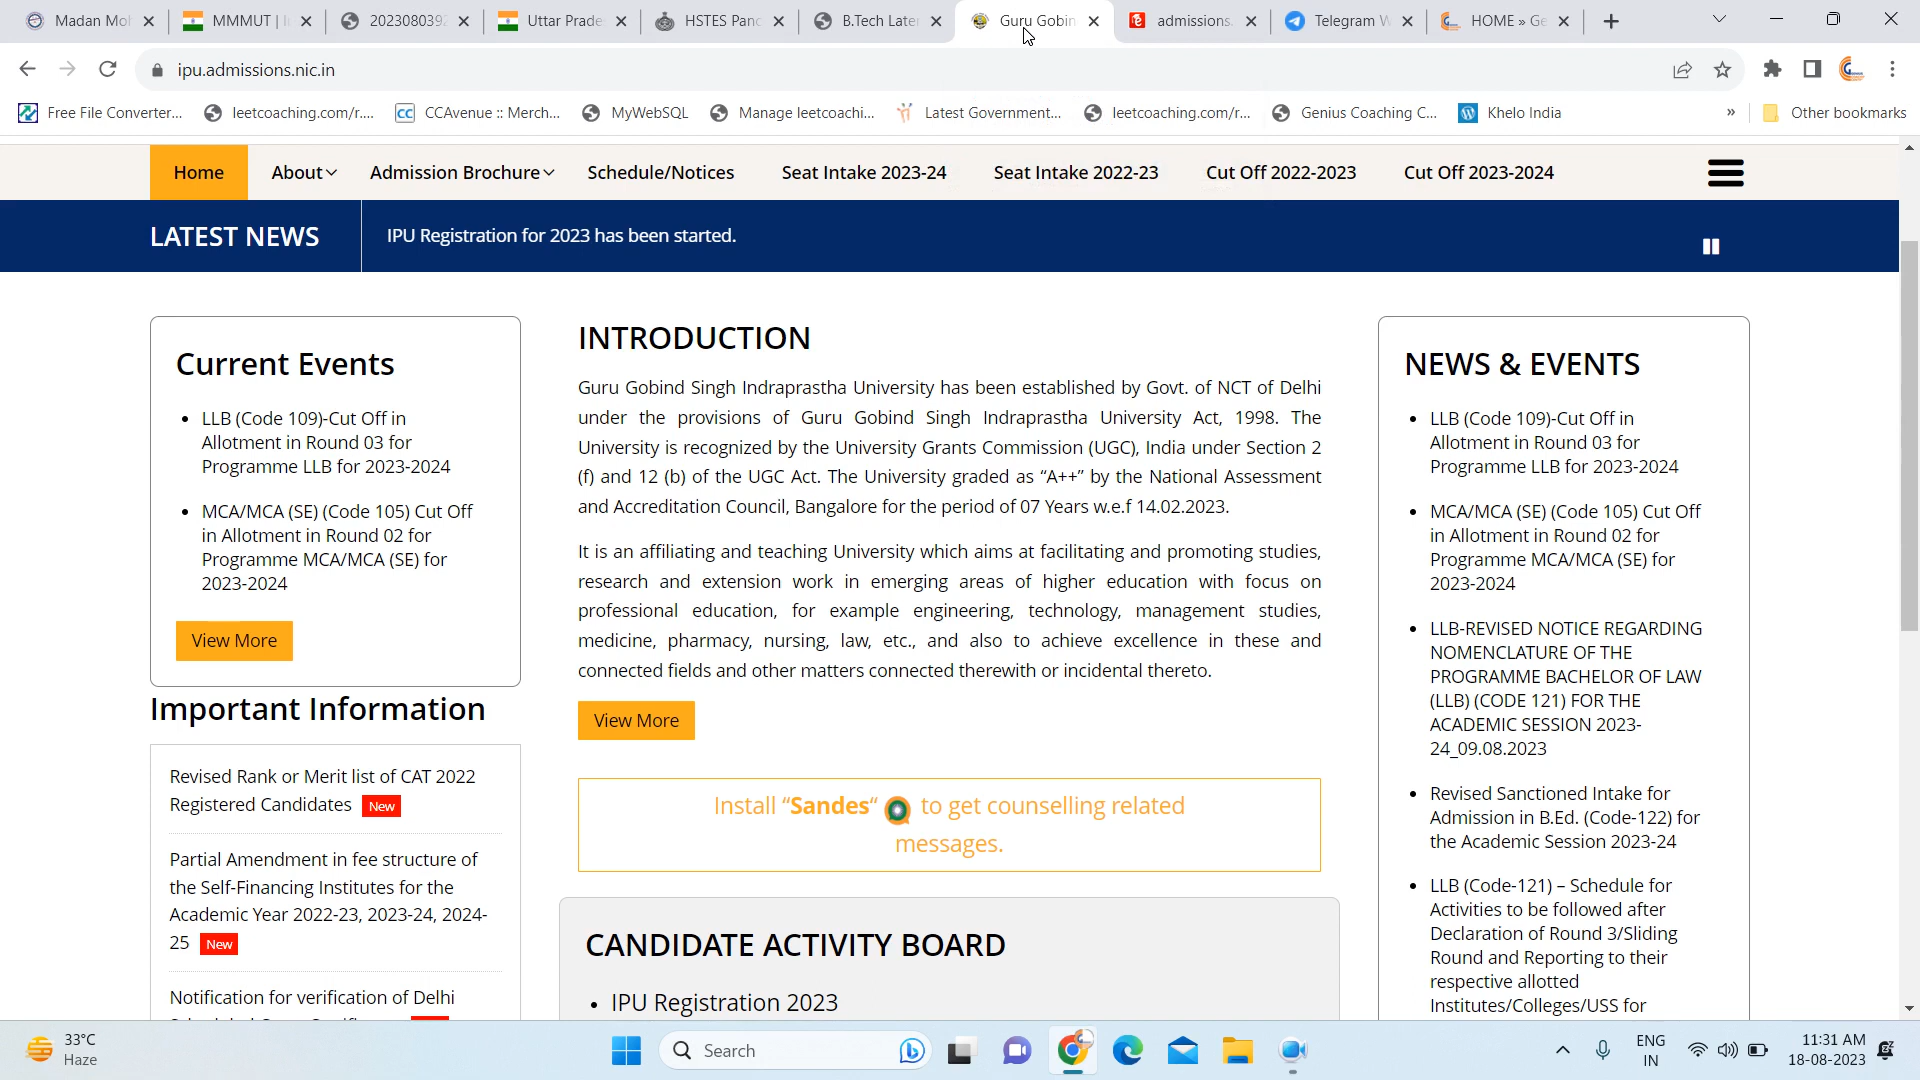 Madan Mo
MMMUT | I
2023080392
Uttar Prade
HSTES Panc
B.Tech Later
Guru Gobin
admissions.
Telegram W
HOME » Ge
ipu.admissions.nic.in
Free File Converter...
leetcoaching.com/r....
CCAvenue :: Merch...
MyWebSQL
Manage leetcoachi...
Latest Government...
leetcoaching.com/r...
Genius Coaching C...
Khelo India
»
Other bookmarks
Home
About
Admission Brochure
Schedule/Notices
Seat Intake 2023-24
Seat Intake 2022-23
Cut Off 2022-2023
Cut Off 2023-2024
LATEST NEWS
IPU Registration for 2023 has been started.
Current Events
LLB (Code 109)-Cut Off in
Allotment in Round 03 for
Programme LLB for 2023-2024
MCA/MCA (SE) (Code 105) Cut Off
in Allotment in Round 02 for
Programme MCA/MCA (SE) for
2023-2024
View More
Important Information
Revised Rank or Merit list of CAT 2022
Registered Candidates New
Partial Amendment in fee structure of
the Self-Financing Institutes for the
Academic Year 2022-23, 2023-24, 2024-
25 New
Notification for verification of Delhi
INTRODUCTION
Guru Gobind Singh Indraprastha University has been established by Govt. of NCT of Delhi
under the provisions of Guru Gobind Singh Indraprastha University Act, 1998. The
University is recognized by the University Grants Commission (UGC), India under Section 2
(f) and 12 (b) of the UGC Act. The University graded as “A++” by the National Assessment
and Accreditation Council, Bangalore for the period of 07 Years w.e.f 14.02.2023.
It is an affiliating and teaching University which aims at facilitating and promoting studies,
research and extension work in emerging areas of higher education with focus on
professional education, for example engineering, technology, management studies,
medicine, pharmacy, nursing, law, etc., and also to achieve excellence in these and
connected fields and other matters connected therewith or incidental thereto.
View More
Install “Sandes“ to get counselling related
messages.
CANDIDATE ACTIVITY BOARD
IPU Registration 2023
NEWS & EVENTS
LLB (Code 109)-Cut Off in
Allotment in Round 03 for
Programme LLB for 2023-2024
MCA/MCA (SE) (Code 105) Cut Off
in Allotment in Round 02 for
Programme MCA/MCA (SE) for
2023-2024
LLB-REVISED NOTICE REGARDING
NOMENCLATURE OF THE
PROGRAMME BACHELOR OF LAW
(LLB) (CODE 121) FOR THE
ACADEMIC SESSION 2023-
24_09.08.2023
Revised Sanctioned Intake for
Admission in B.Ed. (Code-122) for
the Academic Session 2023-24
LLB (Code-121) – Schedule for
Activities to be followed after
Declaration of Round 3/Sliding
Round and Reporting to their
respective allotted
Institutes/Colleges/USS for
33°C
Haze
Search
ENG
IN
11:31 AM
18-08-2023